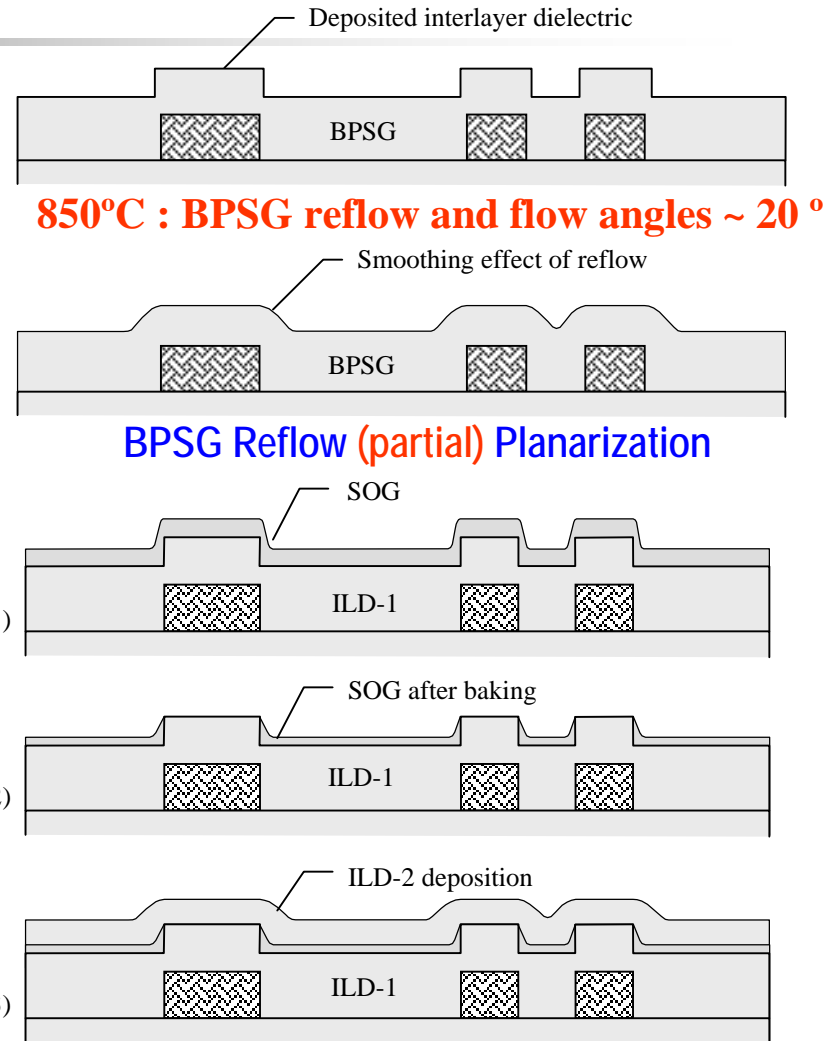 Deposited interlayer dielectric
BPSG
850ºC : BPSG reflow and flow angles ~ 20 º
Smoothing effect of reflow
BPSG
BPSG Reflow (partial) Planarization
SOG
ILD-1
)
SOG after baking
ILD-1
)
ILD-2 deposition
ILD-1
)